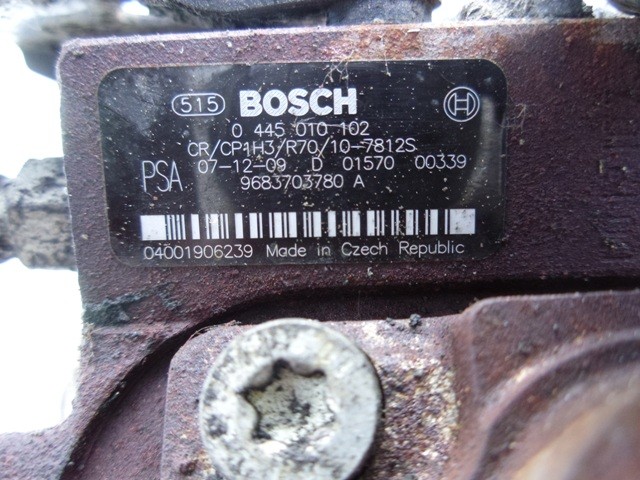 515 BOSCH
0 445 010 102
CR/CP1H3/R70/10-7812S
PSA 07-12-09 D 01570 00339
9683703780 A
04001906239 Made in Czech Republic